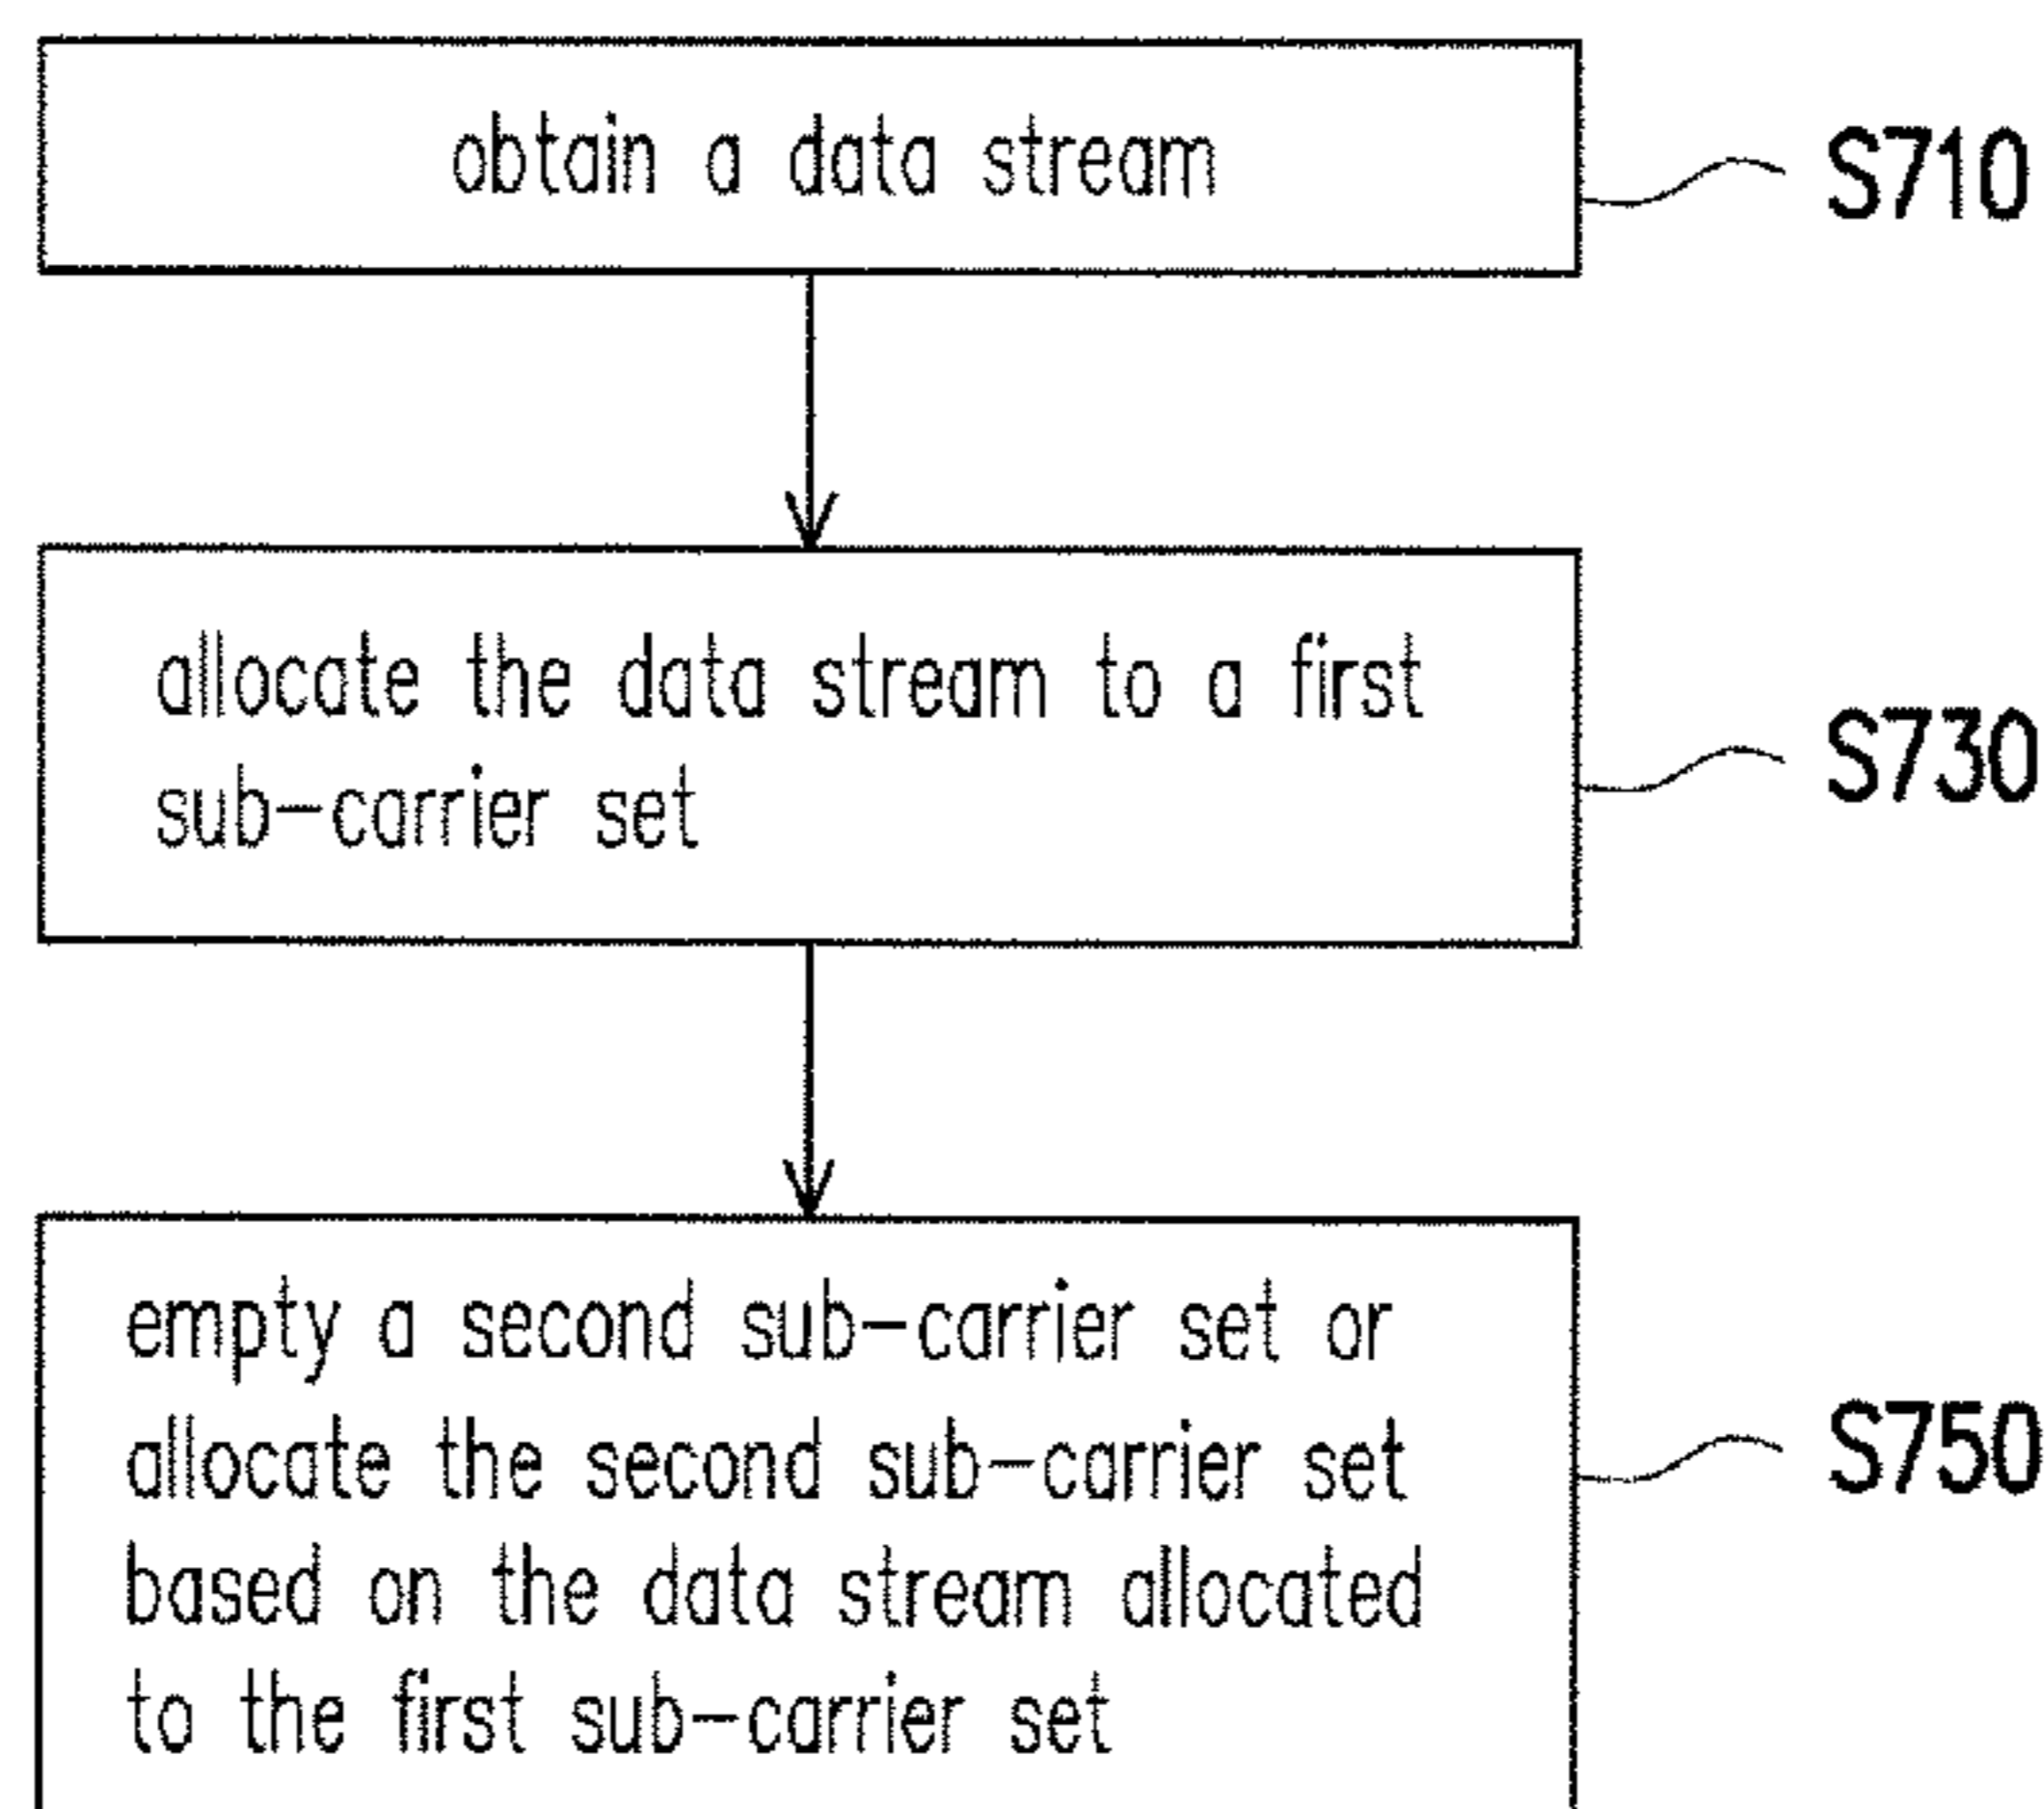 obtain a data stream
S710
allocate the data stream to a first
sub-carrier set
S730
empty a second sub-carrier set or
allocate the second sub-carrier set
based on the data stream allocated
to the first sub-carrier set
S750